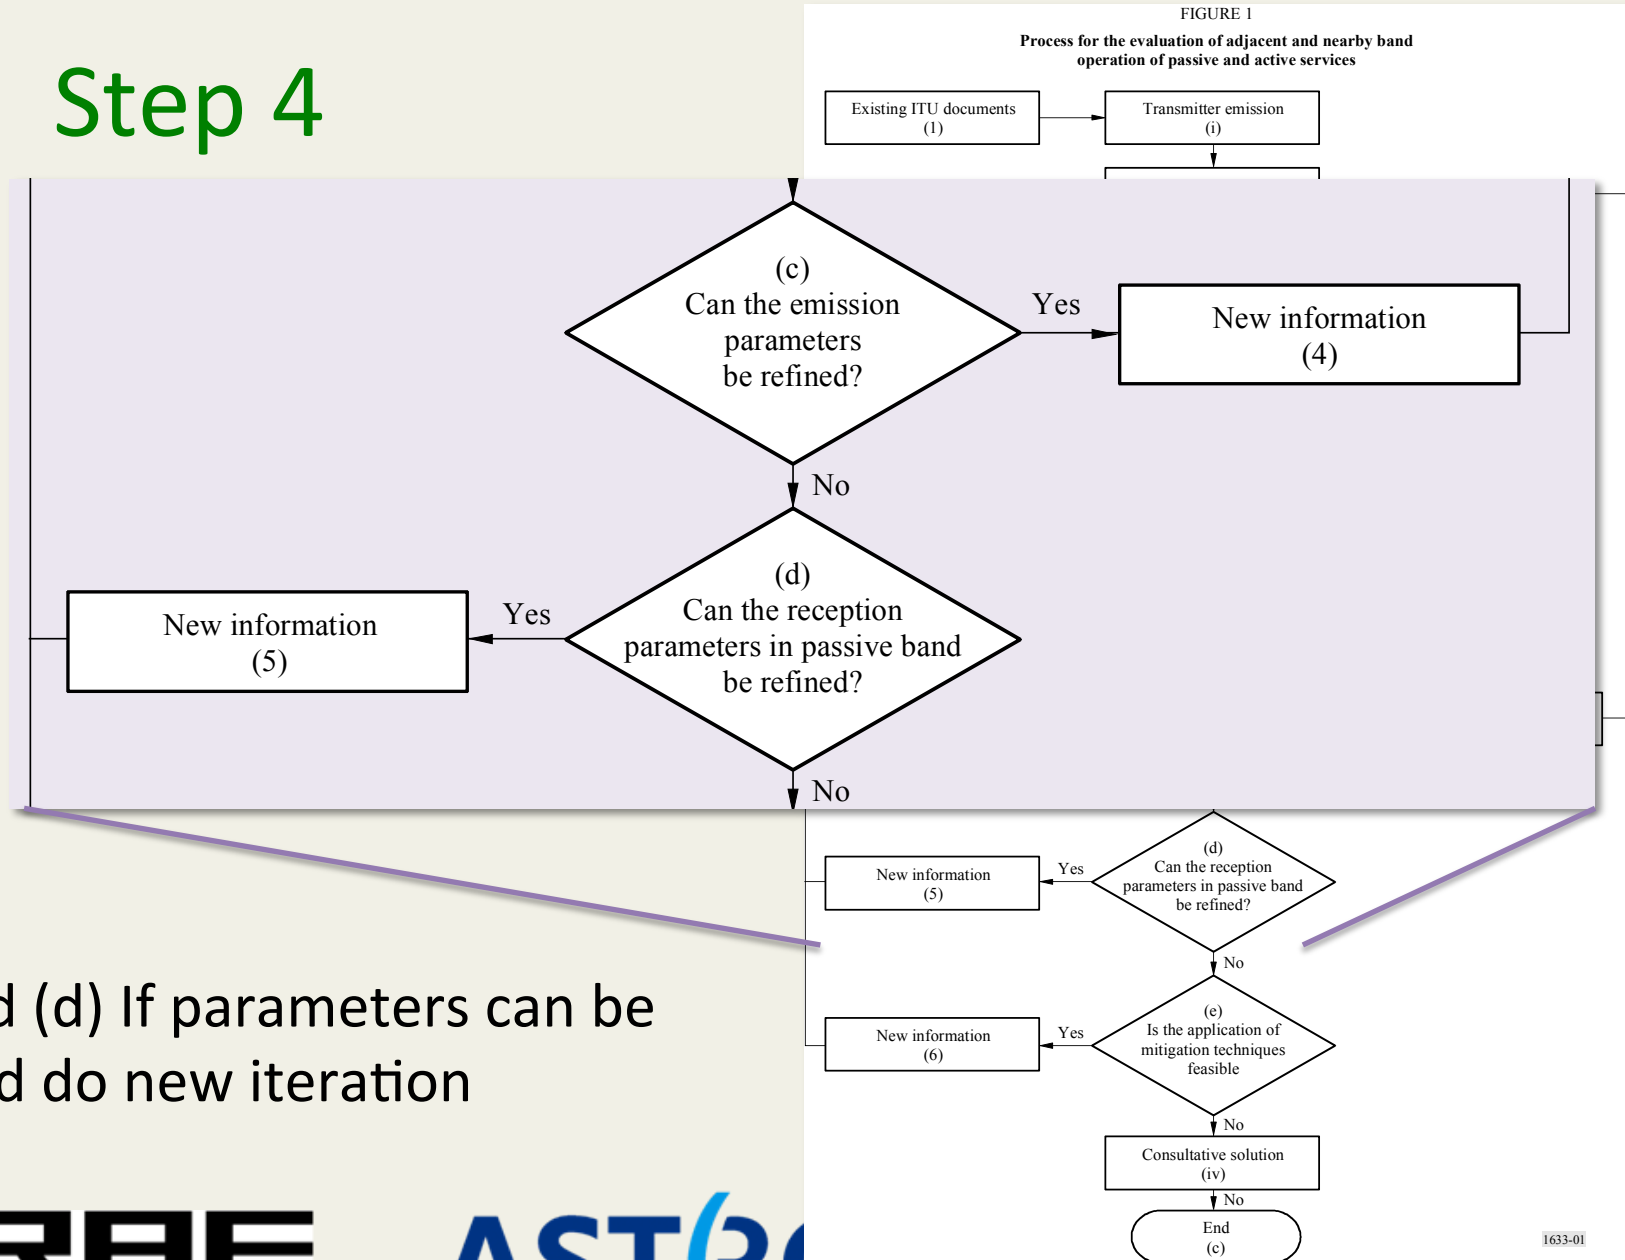 Step 4
FIGURE 1
Process for the evaluation of adjacent and nearby band
operation of passive and active services
Existing ITU documents
(1)
Transmitter emission
(i)
(c)
Can the emission
parameters
be refined?
Yes
New information
(4)
No
(d)
Can the reception
parameters in passive band
be refined?
Yes
New information
(5)
No
(d)
Can the reception
parameters in passive band
be refined?
Yes
New information
(5)
No
(e)
Is the application of
mitigation techniques
feasible
Yes
New information
(6)
No
Consultative solution
(iv)
No
End
(c)
1633-01
d (d) If parameters can be
d do new iteration